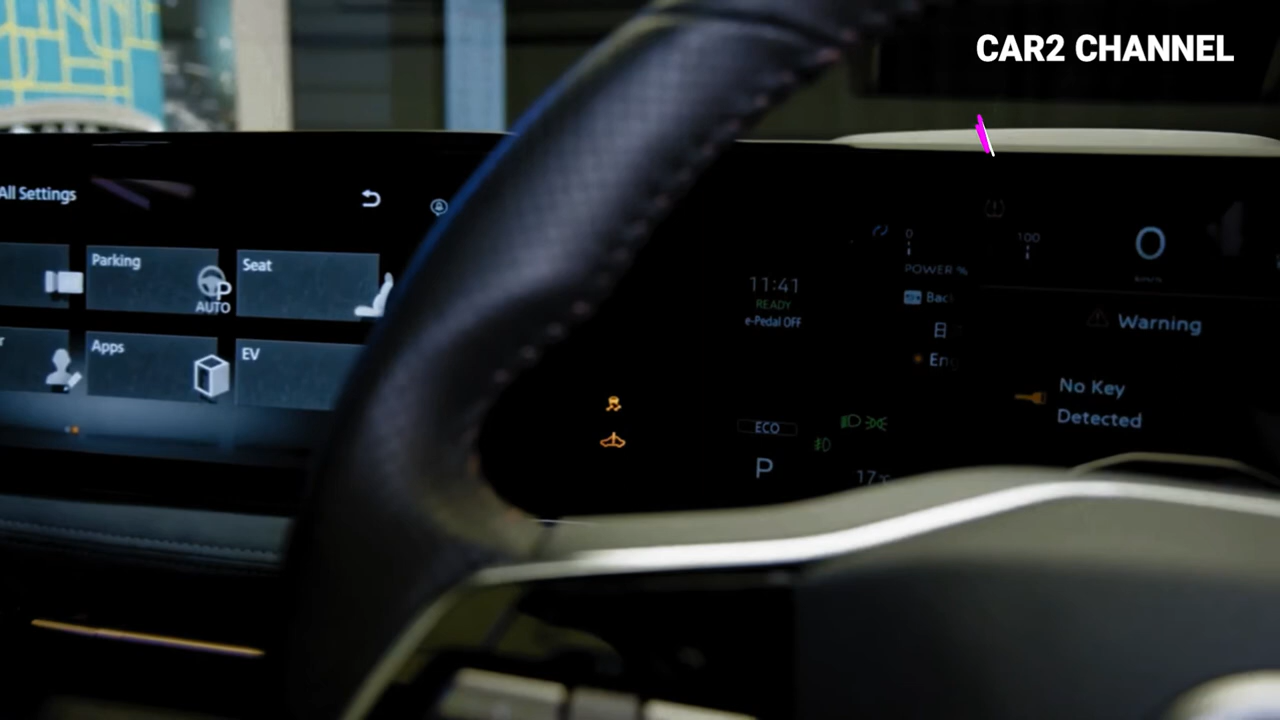 CAR2 CHANNEL
All Settings
Parking
AUTO
Seat
Apps
EV
11:41
READY
e-Pedal OFF
ECO
P
0
100
POWER %
0
Warning
No Key
Detected